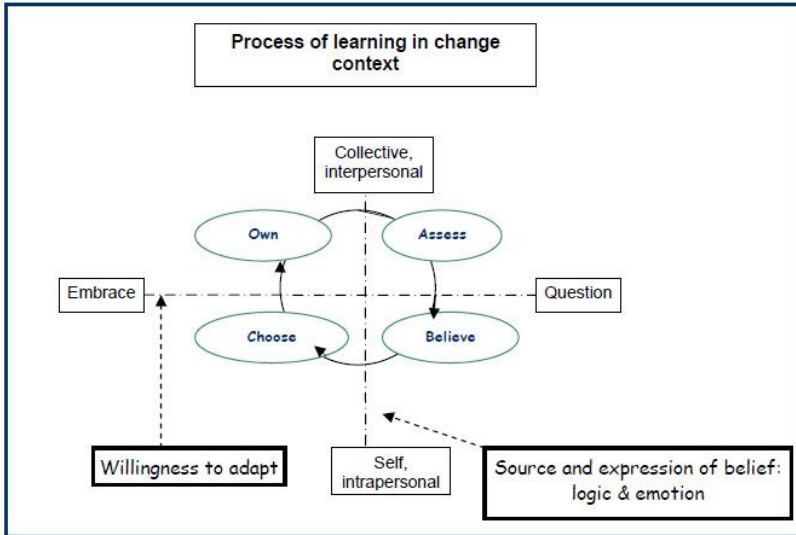 Process of learning in change
context
Collective,
interpersonal
Own
Assess
Embrace
Question
Choose
Believe
Willingness to adapt
Self,
intrapersonal
Source and expression of belief:
logic & emotion